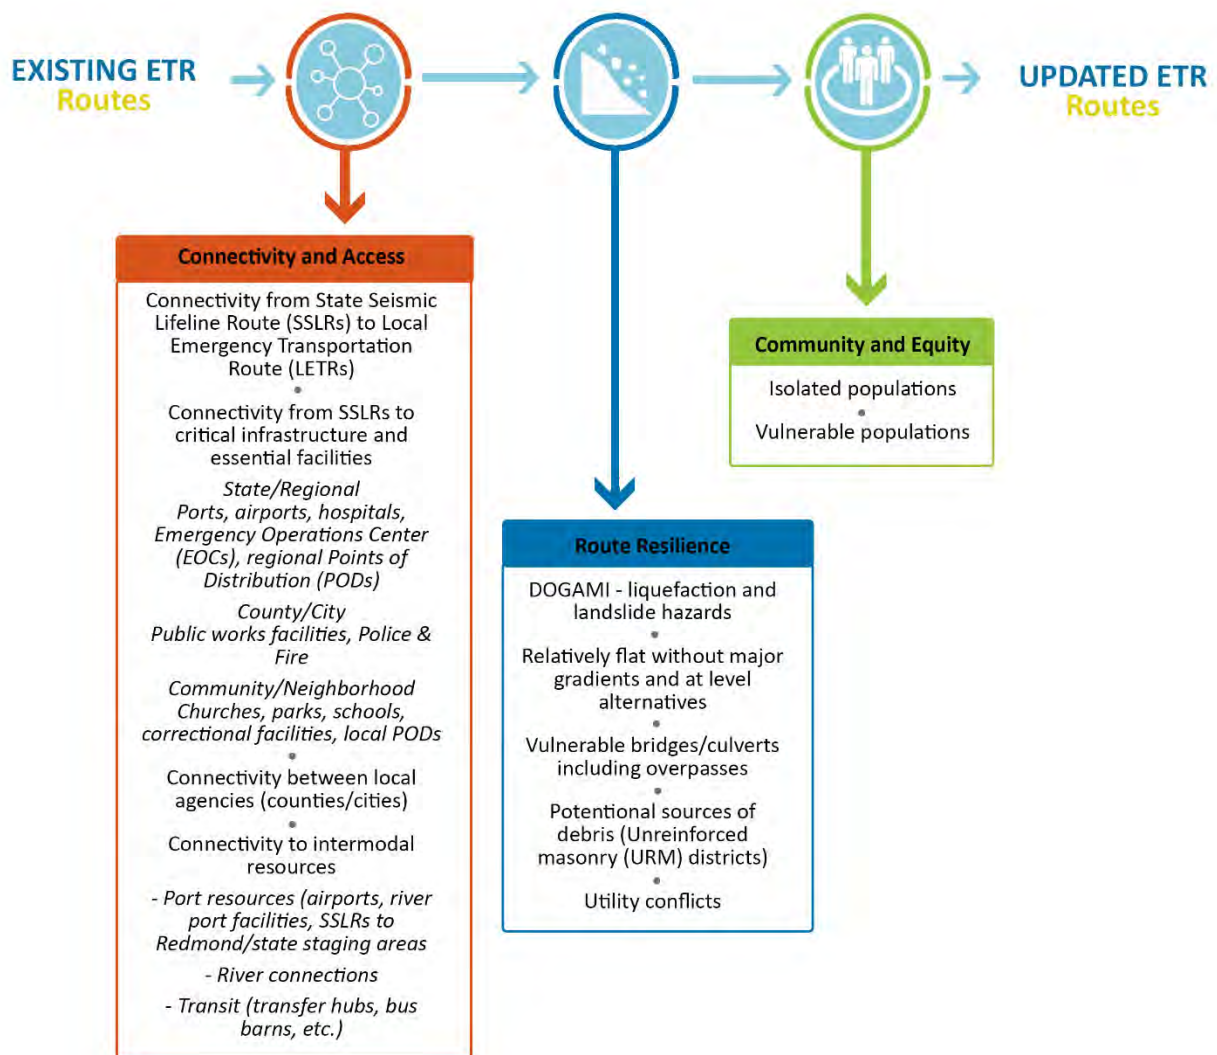 EXISTING ETR
Routes
UPDATED ETR
Routes
Connectivity and Access
Connectivity from State Seismic
Lifeline Route (SSLRs) to Local
Emergency Transportation
Route (LETRs)
Connectivity from SSLRs to
critical infrastructure and
essential facilities
State/Regional
Ports, airports, hospitals,
Emergency Operations Center
(EOCs), regional Points of
Distribution (PODs)
County/City
Public works facilities, Police &
Fire
Community/Neighborhood
Churches, parks, schools,
correctional facilities, local PODs
Connectivity between local
agencies (counties/cities)
Connectivity to intermodal
resources
- Port resources (airports, river
port facilities, SSLRs to
Redmond/state staging areas
- River connections
- Transit (transfer hubs, bus
barns, etc.)
Route Resilience
DOGAMI - liquefaction and
landslide hazards
Relatively flat without major
gradients and at level
alternatives
Vulnerable bridges/culverts
including overpasses
Potential sources of
debris (Unreinforced
masonry (URM) districts)
Utility conflicts
Community and Equity
Isolated populations
Vulnerable populations